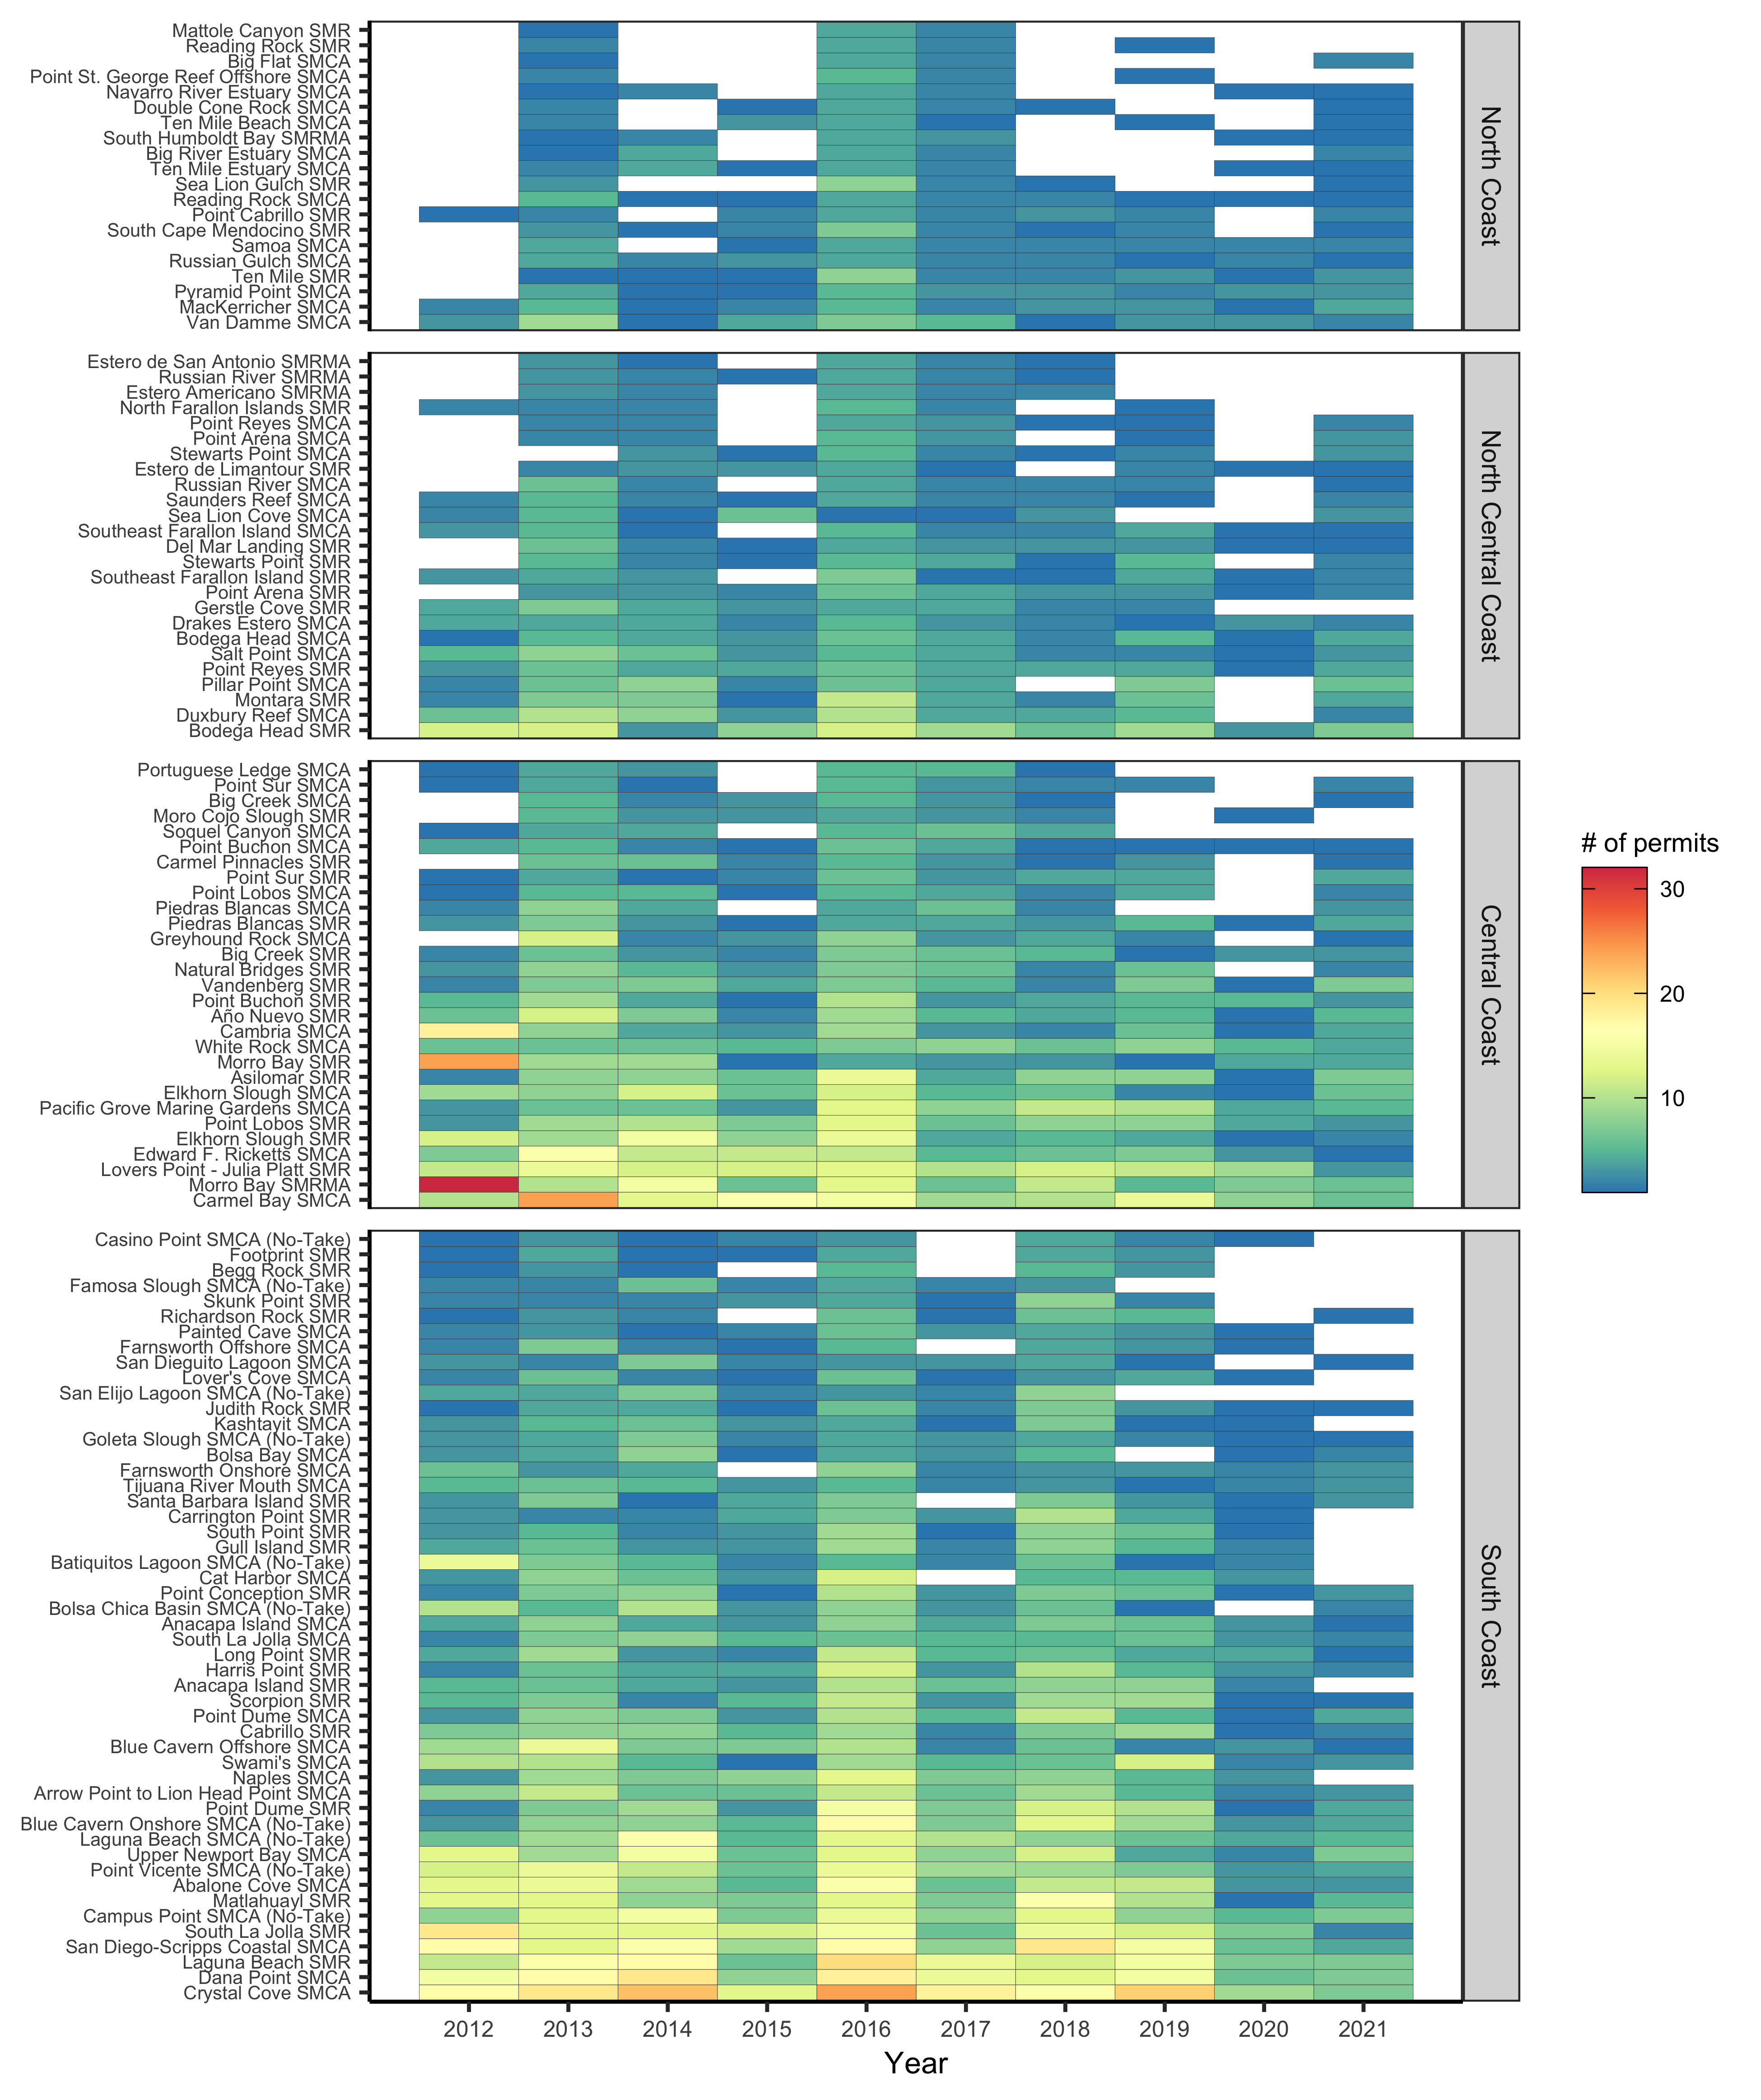 Mattole Canyon SMR
Reading Rock SMR
Big Flat SMCA
Point St. George Reef Offshore SMCA
Navarro River Estuary SMCA
Double Cone Rock SMCA
Ten Mile Beach SMCA
South Humboldt Bay SMRMA
Big River Estuary SMCA
Ten Mile Estuary SMCA
Sea Lion Gulch SMR
Reading Rock SMCA
Point Cabrillo SMR
South Cape Mendocino SMR
Samoa SMCA
Russian Gulch SMCA
Ten Mile SMR
Pyramid Point SMCA
MacKerricher SMCA
Van Damme SMCA
North Coast
Estero de San Antonio SMRMA
Russian River SMRMA
Estero Americano SMRMA
North Farallon Islands SMR
Point Reyes SMCA
Point Arena SMCA
Stewarts Point SMCA
Estero de Limantour SMR
Russian River SMCA
Saunders Reef SMCA
Sea Lion Cove SMCA
Southeast Farallon Island SMCA
Del Mar Landing SMR
Stewarts Point SMR
Southeast Farallon Island SMR
Point Arena SMR
Gerstle Cove SMR
Drakes Estero SMCA
Bodega Head SMCA
Salt Point SMCA
Point Reyes SMR
Pillar Point SMCA
Montara SMR
Duxbury Reef SMCA
Bodega Head SMR
North Central Coast
Portuguese Ledge SMCA
Point Sur SMCA
Big Creek SMCA
Moro Cojo Slough SMR
Soquel Canyon SMCA
Point Buchon SMCA
Carmel Pinnacles SMR
Point Sur SMR
Point Lobos SMCA
Piedras Blancas SMCA
Piedras Blancas SMR
Greyhound Rock SMCA
Big Creek SMR
Natural Bridges SMR
Vandenberg SMR
Point Buchon SMR
Año Nuevo SMR
Cambria SMCA
White Rock SMCA
Morro Bay SMR
Asilomar SMR
Elkhorn Slough SMCA
Pacific Grove Marine Gardens SMCA
Point Lobos SMR
Elkhorn Slough SMR
Edward F. Ricketts SMCA
Lovers Point - Julia Platt SMR
Morro Bay SMRMA
Carmel Bay SMCA
Central Coast
Casino Point SMCA (No-Take)
Footprint SMR
Begg Rock SMR
Famosa Slough SMCA (No-Take)
Skunk Point SMR
Richardson Rock SMR
Painted Cave SMCA
Farnsworth Offshore SMCA
San Dieguito Lagoon SMCA
Lover's Cove SMCA
San Elijo Lagoon SMCA (No-Take)
Judith Rock SMR
Kashtayit SMCA
Goleta Slough SMCA (No-Take)
Bolsa Bay SMCA
Farnsworth Onshore SMCA
Tijuana River Mouth SMCA
Santa Barbara Island SMR
Carrington Point SMR
South Point SMR
Gull Island SMR
Batiquitos Lagoon SMCA (No-Take)
Cat Harbor SMCA
Point Conception SMR
Bolsa Chica Basin SMCA (No-Take)
Anacapa Island SMCA
South La Jolla SMCA
Long Point SMR
Harris Point SMR
Anacapa Island SMR
Scorpion SMR
Point Dume SMCA
Cabrillo SMR
Blue Cavern Offshore SMCA
Swami's SMCA
Naples SMCA
Arrow Point to Lion Head Point SMCA
Point Dume SMR
Blue Cavern Onshore SMCA (No-Take)
Laguna Beach SMCA (No-Take)
Upper Newport Bay SMCA
Point Vicente SMCA (No-Take)
Abalone Cove SMCA
Matlahuayl SMR
Campus Point SMCA (No-Take)
South La Jolla SMR
San Diego-Scripps Coastal SMCA
Laguna Beach SMR
Dana Point SMCA
Crystal Cove SMCA
South Coast
2012 2013 2014 2015 2016 2017 2018 2019 2020 2021
Year
# of permits
30
20
10